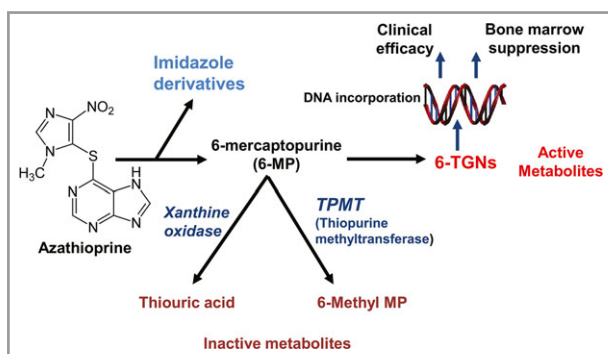 Clinical
efficacy
Bone marrow
suppression
Imidazole
derivatives
DNA incorporation
N
NO₂
N
H₃C
S
6-mercaptopurine
(6-MP)
6-TGNs
Active
Metabolites
N
H
N
N
N
Azathioprine
Xanthine
oxidase
TPMT
(Thiopurine
methyltransferase)
Thiouric acid
6-Methyl MP
Inactive metabolites